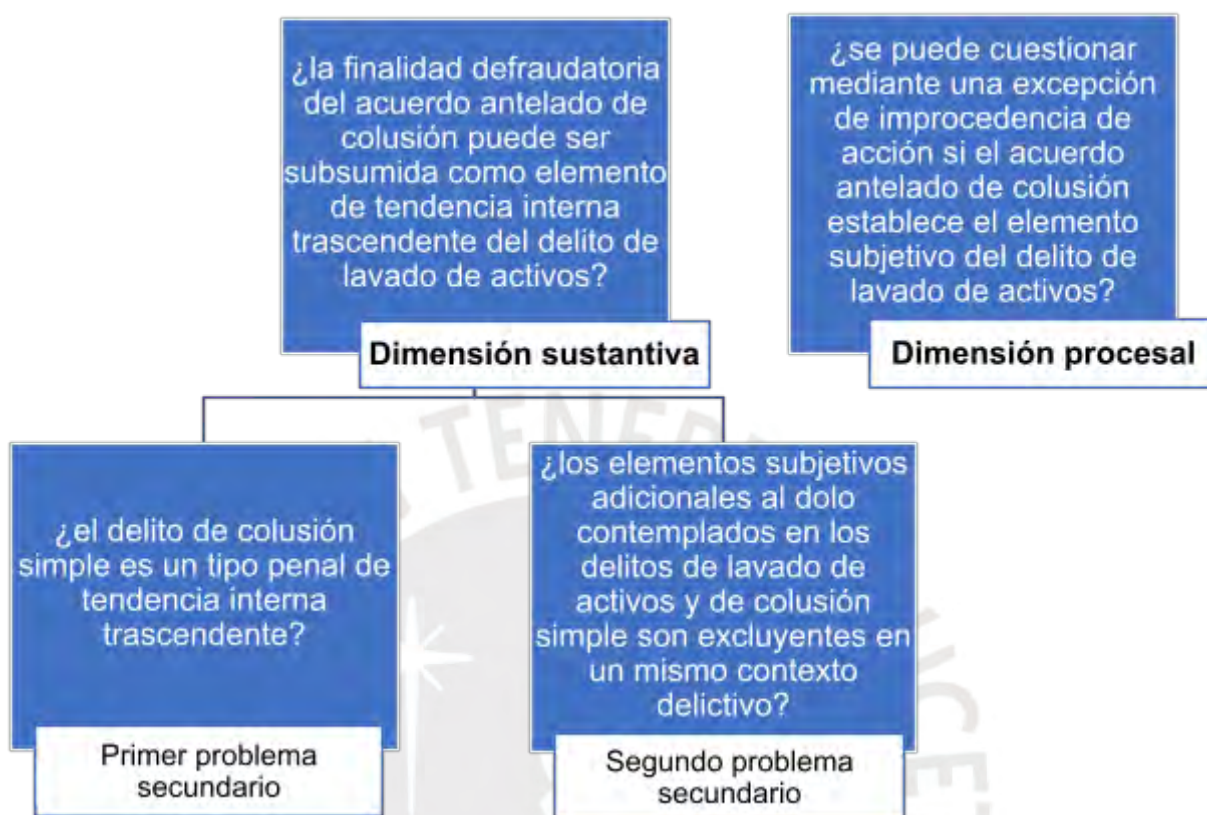 ¿la finalidad defraudatoria
del acuerdo antelado de
colusión puede ser
subsumida como elemento
de tendencia interna
trascendente del delito de
lavado de activos?
Dimensión sustantiva
¿se puede cuestionar
mediante una excepción
de improcedencia de
acción si el acuerdo
antelado de colusión
establece el elemento
subjetivo del delito de
lavado de activos?
Dimensión procesal
¿el delito de colusión
simple es un tipo penal de
tendencia interna
trascendente?
Primer problema
secundario
¿los elementos subjetivos
adicionales al dolo
contemplados en los
delitos de lavado de
activos y de colusión
simple son excluyentes en
un mismo contexto
delictivo?
Segundo problema
secundario